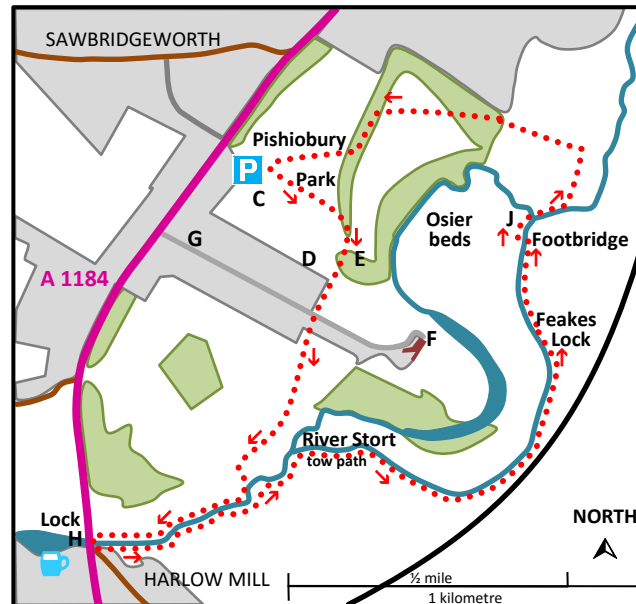 SAWBRIDGEWORTH
Pishiobury
P
Park
C
J
Osier
beds
Footbridge
G
D
E
A 1184
Feakes
Lock
F
River Stort
tow path
Lock
H
NORTH
HARLOW MILL
½ mile
1 kilometre